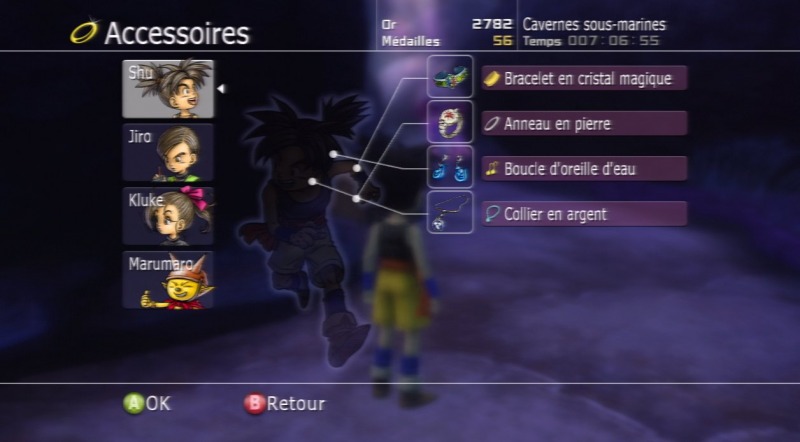 Accessoires
Or 2782
Médailles 56
Cavernes sous-marines
Temps 007:06:55
Shu
Jiro
Kluke
Marumaro
Bracelet en cristal magique
Anneau en pierre
Boucle d'oreille d'eau
Collier en argent
A OK
B Retour